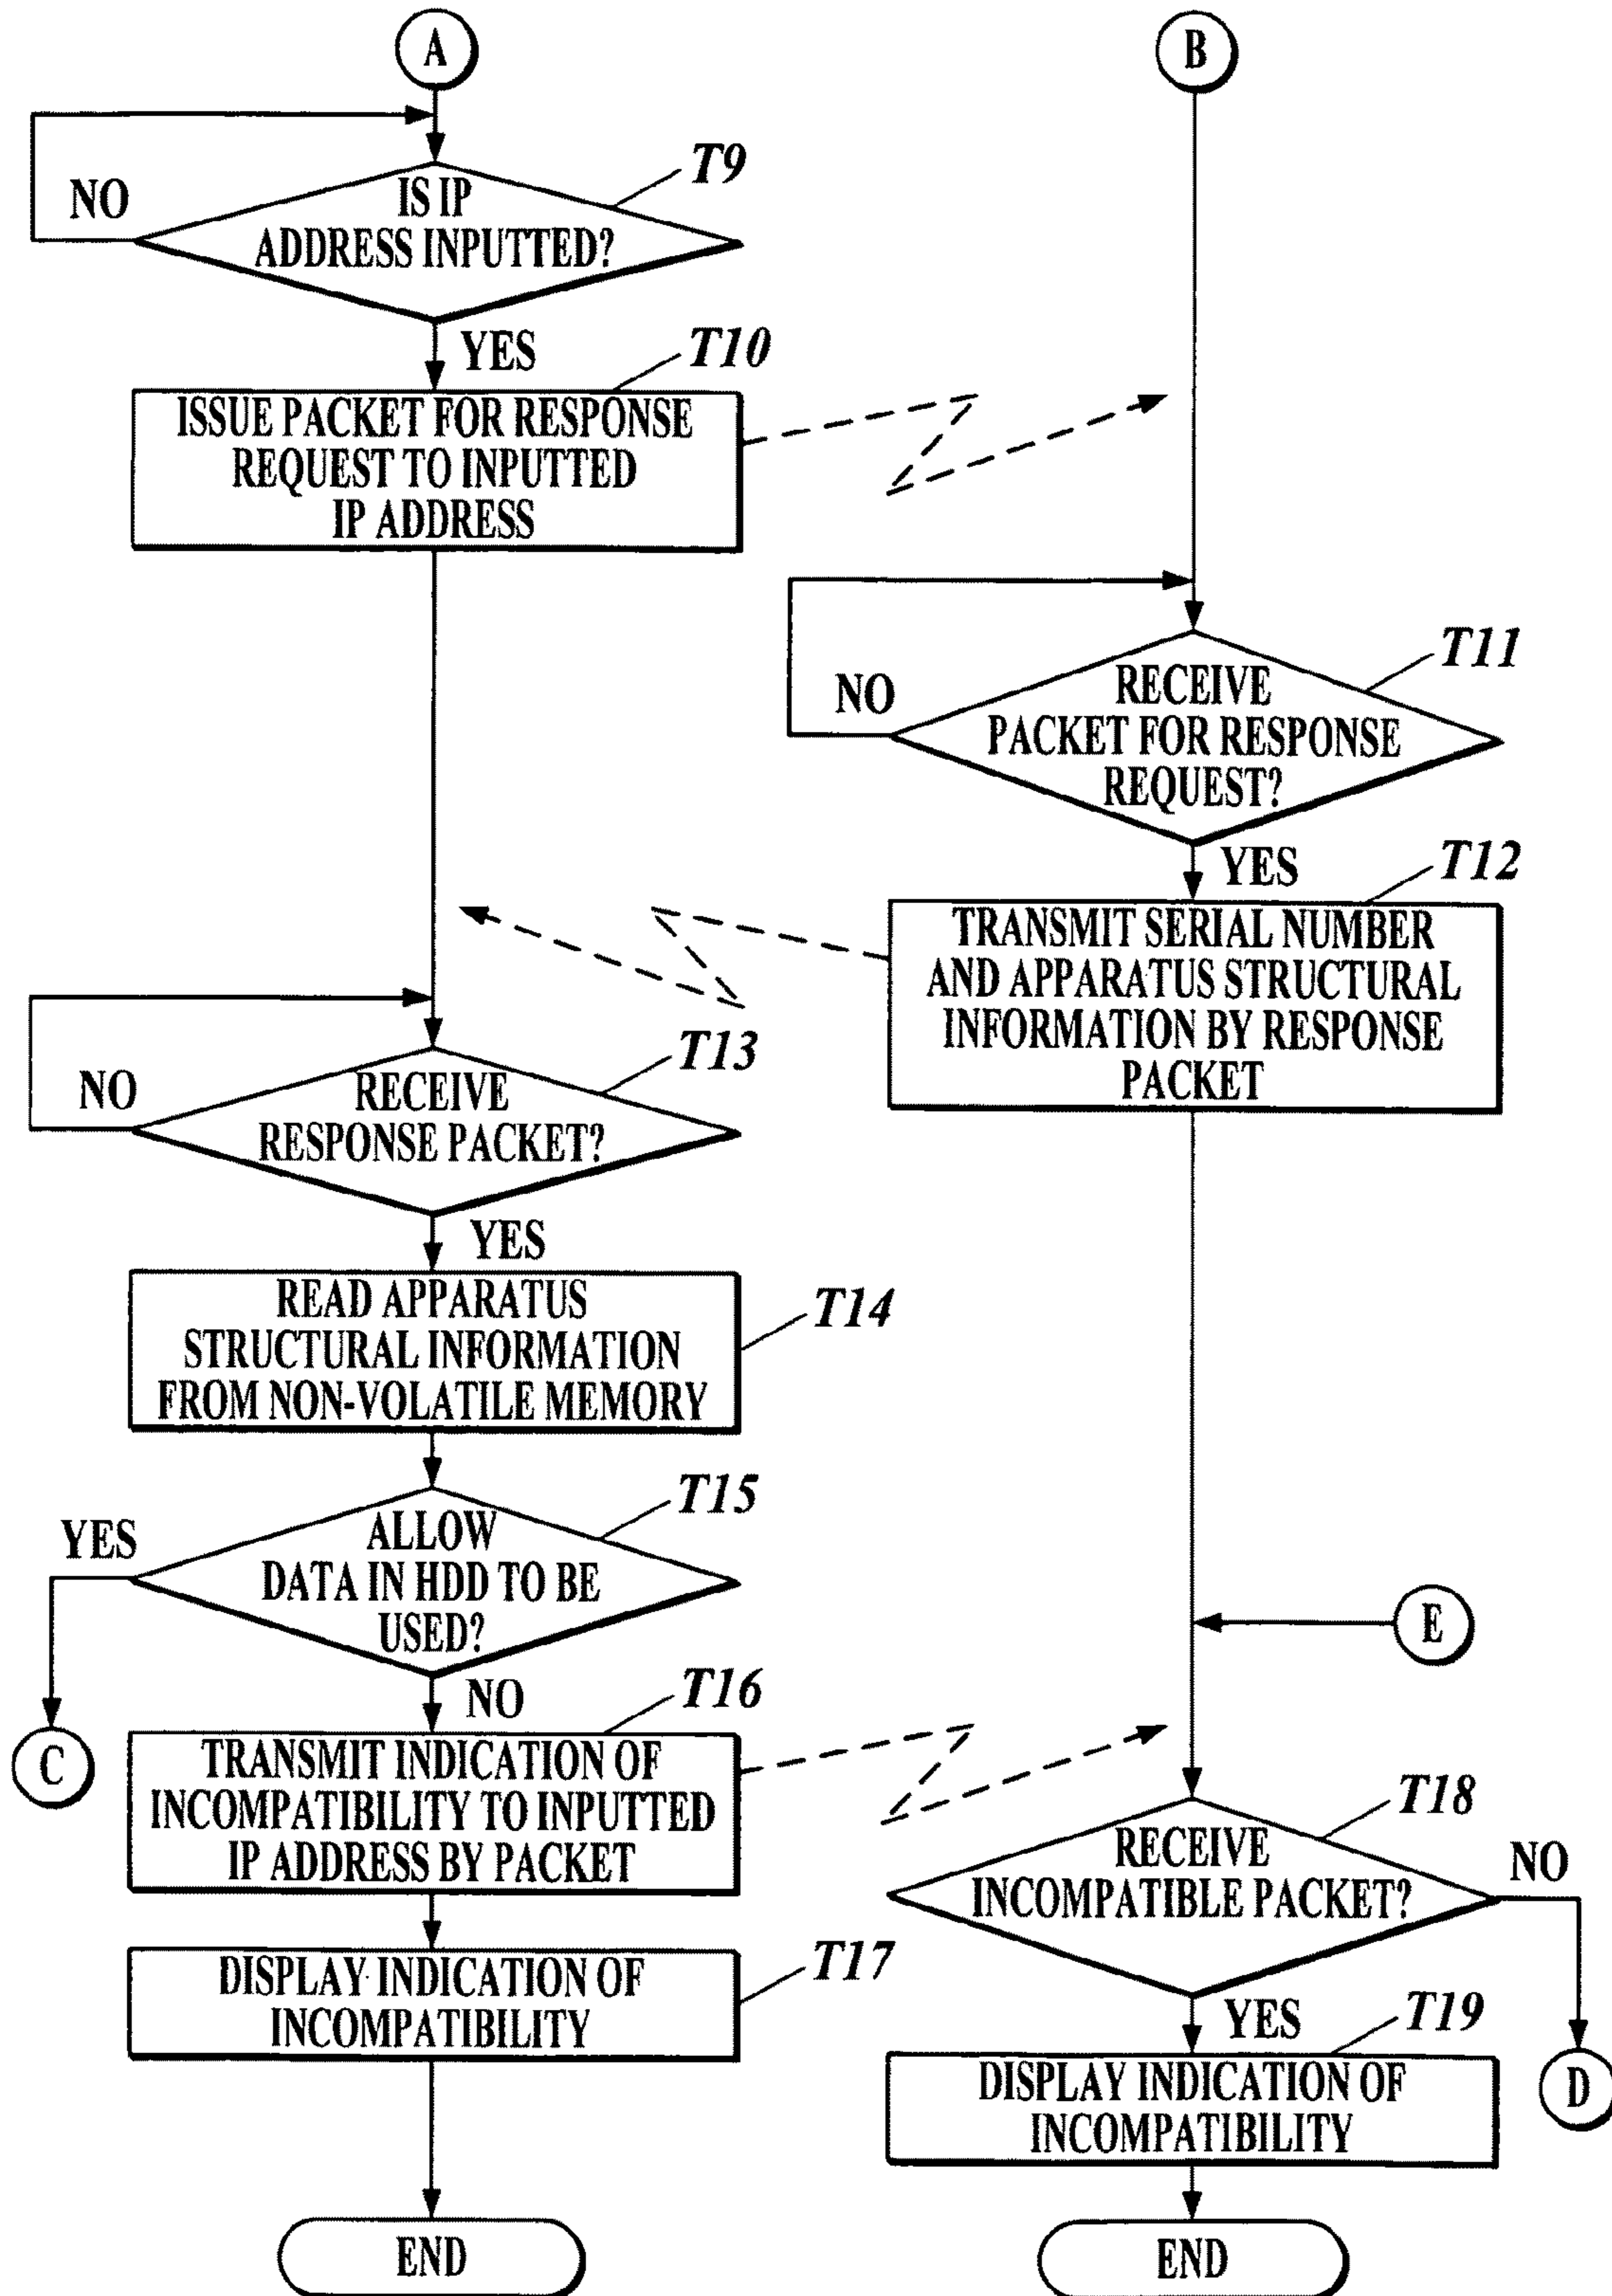 A
B
T9
NO
IS IP
ADDRESS INPUTTED?
YES
T10
ISSUE PACKET FOR RESPONSE
REQUEST TO INPUTTED
IP ADDRESS
T11
NO
RECEIVE
PACKET FOR RESPONSE
REQUEST?
YES
T12
TRANSMIT SERIAL NUMBER
AND APPARATUS STRUCTURAL
INFORMATION BY RESPONSE
PACKET
T13
NO
RECEIVE
RESPONSE PACKET?
YES
READ APPARATUS
STRUCTURAL INFORMATION
FROM NON-VOLATILE MEMORY
T14
T15
YES
ALLOW
DATA IN HDD TO BE
USED?
E
NO
T16
C
TRANSMIT INDICATION OF
INCOMPATIBILITY TO INPUTTED
IP ADDRESS BY PACKET
T18
RECEIVE
INCOMPATIBLE PACKET?
NO
DISPLAY INDICATION OF
INCOMPATIBILITY
T17
YES
T19
D
DISPLAY INDICATION OF
INCOMPATIBILITY
END
END